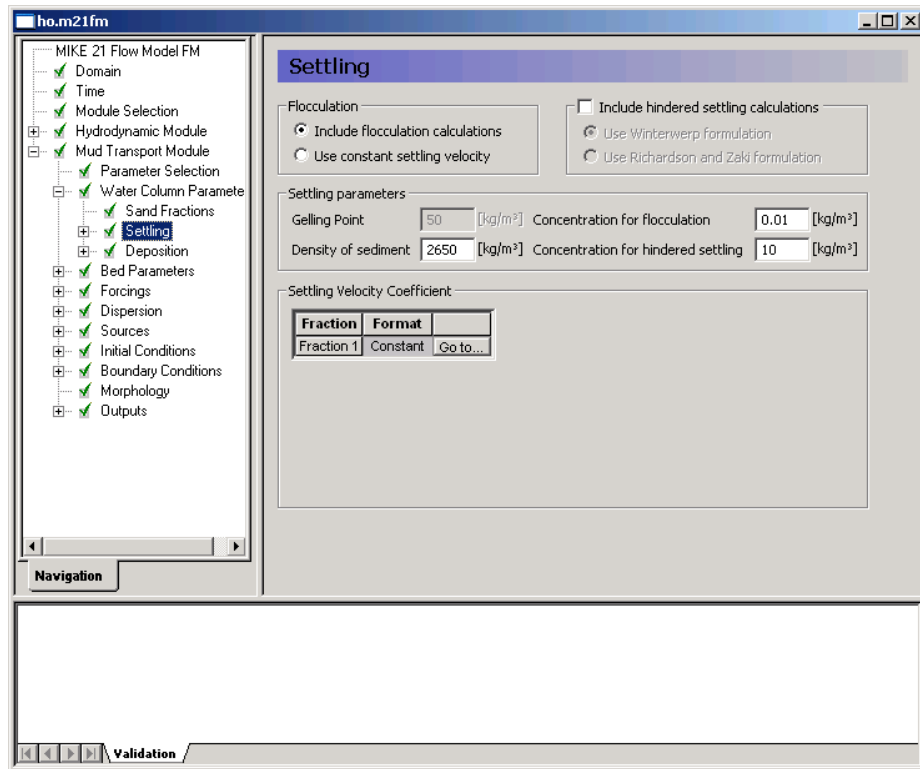 ho.m21fm
MIKE 21 Flow Model FM
Domain
Time
Module Selection
Hydrodynamic Module
Mud Transport Module
Parameter Selection
Water Column Paramete
Sand Fractions
Settling
Deposition
Bed Parameters
Forcings
Dispersion
Sources
Initial Conditions
Boundary Conditions
Morphology
Outputs
Navigation
Settling
Flocculation
Include flocculation calculations
Use constant settling velocity
Include hindered settling calculations
Use Winterwerp formulation
Use Richardson and Zaki formulation
Settling parameters
Gelling Point 50 [kg/m³] Concentration for flocculation 0.01 [kg/m³]
Density of sediment 2650 [kg/m³] Concentration for hindered settling 10 [kg/m³]
Settling Velocity Coefficient
Fraction Format
Fraction 1 Constant Go to...
Validation